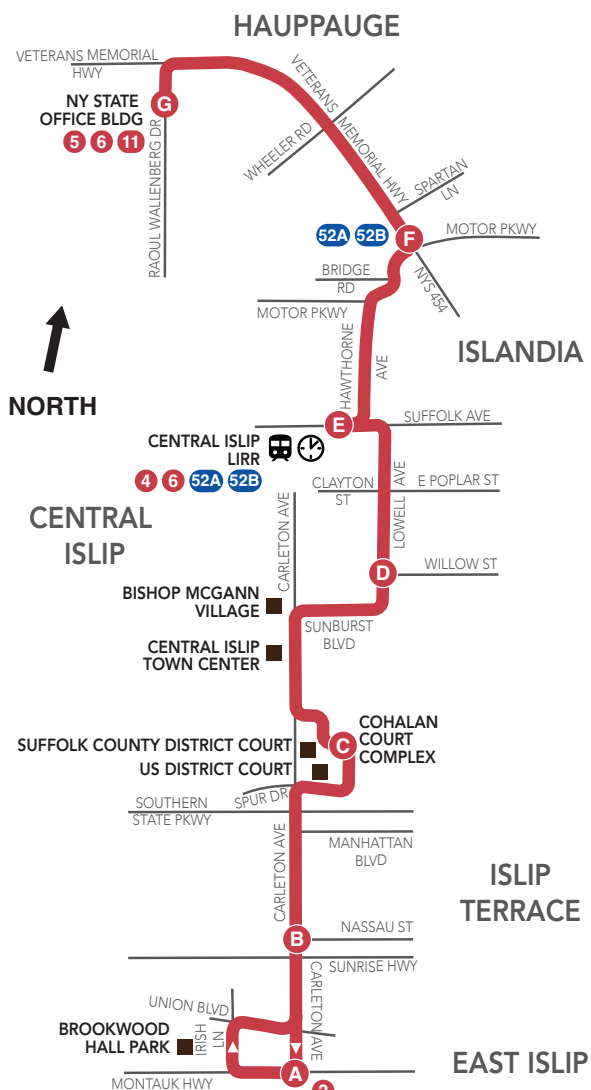 HAUPPAUGE
VETERANS MEMORIAL
HWY
NY STATE
OFFICE BLDG
G
5 6 11
RAOUL WALLENBERG DR
WHEELER RD
VETERANS MEMORIAL HWY
SPARTAN
LN
52A 52B
F
MOTOR PKWY
BRIDGE
RD
NYS 454
MOTOR PKWY
HAWTHORNE
AVE
ISLANDIA
NORTH
E
SUFFOLK AVE
CENTRAL ISLIP
LIRR
4 6 52A 52B
CLAYTON
ST
LOWELL AVE
E POPLAR ST
CENTRAL
ISLIP
CARLETON AVE
D
WILLOW ST
BISHOP MCGANN
VILLAGE
SUNBURST
BLVD
CENTRAL ISLIP
TOWN CENTER
COHALAN
COURT
COMPLEX
C
SUFFOLK COUNTY DISTRICT COURT
US DISTRICT COURT
SPUR DR
SOUTHERN
STATE PKWY
CARLETON AVE
MANHATTAN
BLVD
ISLIP
TERRACE
B
NASSAU ST
SUNRISE HWY
CARLETON AVE
UNION BLVD
IRISH
LN
BROOKWOOD
HALL PARK
A
EAST ISLIP
MONTAUK HWY